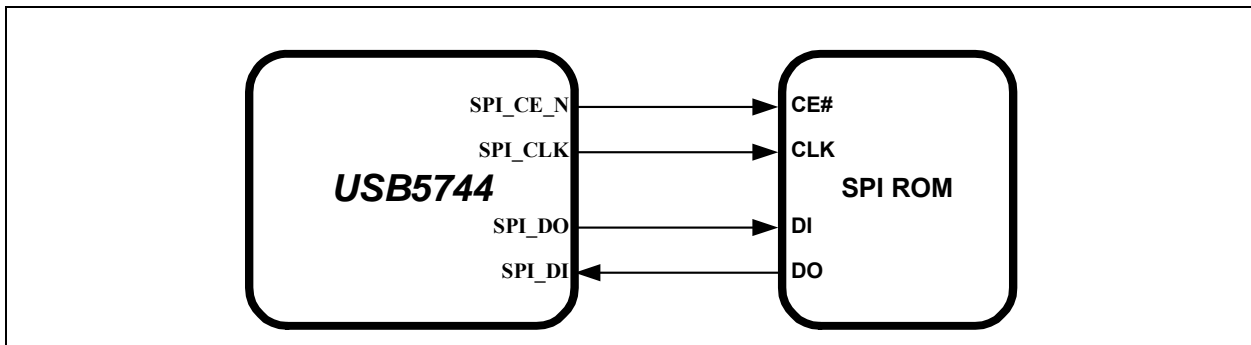 SPI_CE_N CE#
SPI_CLK CLK
USB5744 SPI ROM
SPI_DO DI
SPI_DI DO